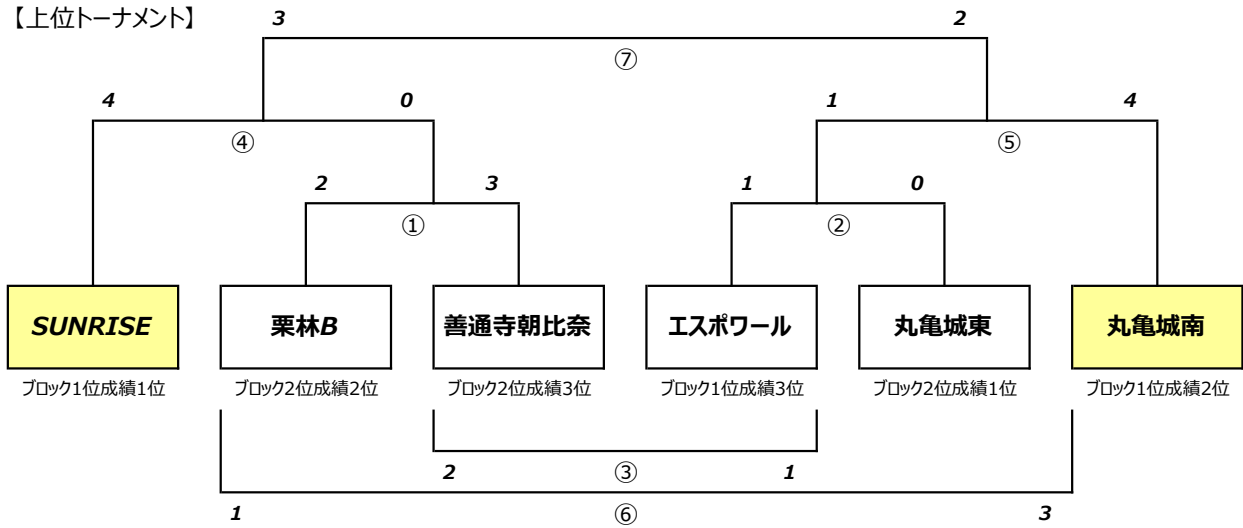 【上位トーナメント】
3
2
⑦
4
0
1
4
④
⑤
2
3
1
0
①
②
SUNRISE
栗林B
善通寺朝比奈
エスポワール
丸亀城東
丸亀城南
ブロック1位成績1位
ブロック2位成績2位
ブロック2位成績3位
ブロック1位成績3位
ブロック2位成績1位
ブロック1位成績2位
2
③
1
1
⑥
3